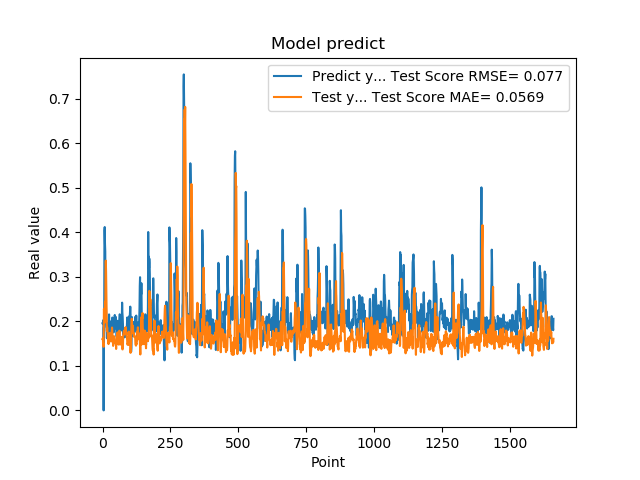 Model predict
Predict y... Test Score RMSE= 0.077
Test y... Test Score MAE= 0.0569
Real value
0.7
0.6
0.5
0.4
0.3
0.2
0.1
0.0
0 250 500 750 1000 1250 1500
Point